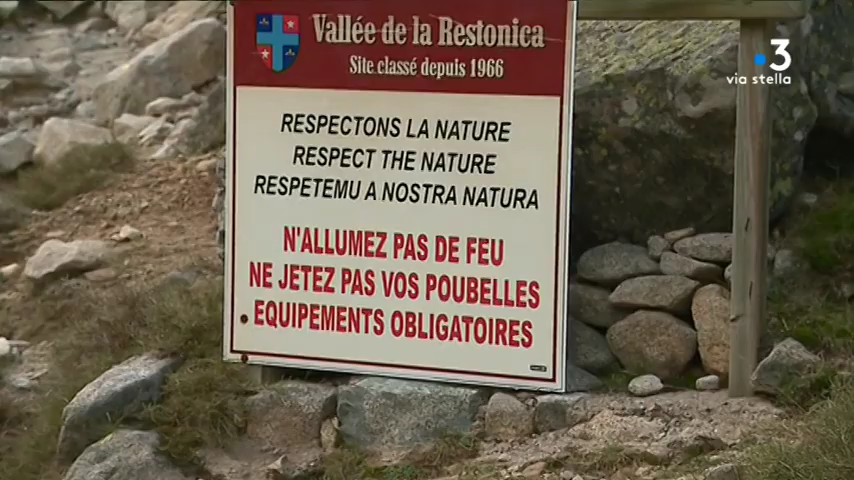 Vallée de la Restonica
Site classé depuis 1966
RESPECTONS LA NATURE
RESPECT THE NATURE
RESPETEMU A NOSTRA NATURA
N'ALLUMEZ PAS DE FEU
NE JETEZ PAS VOS POUBELLES
EQUIPEMENTS OBLIGATOIRES
3
via stella